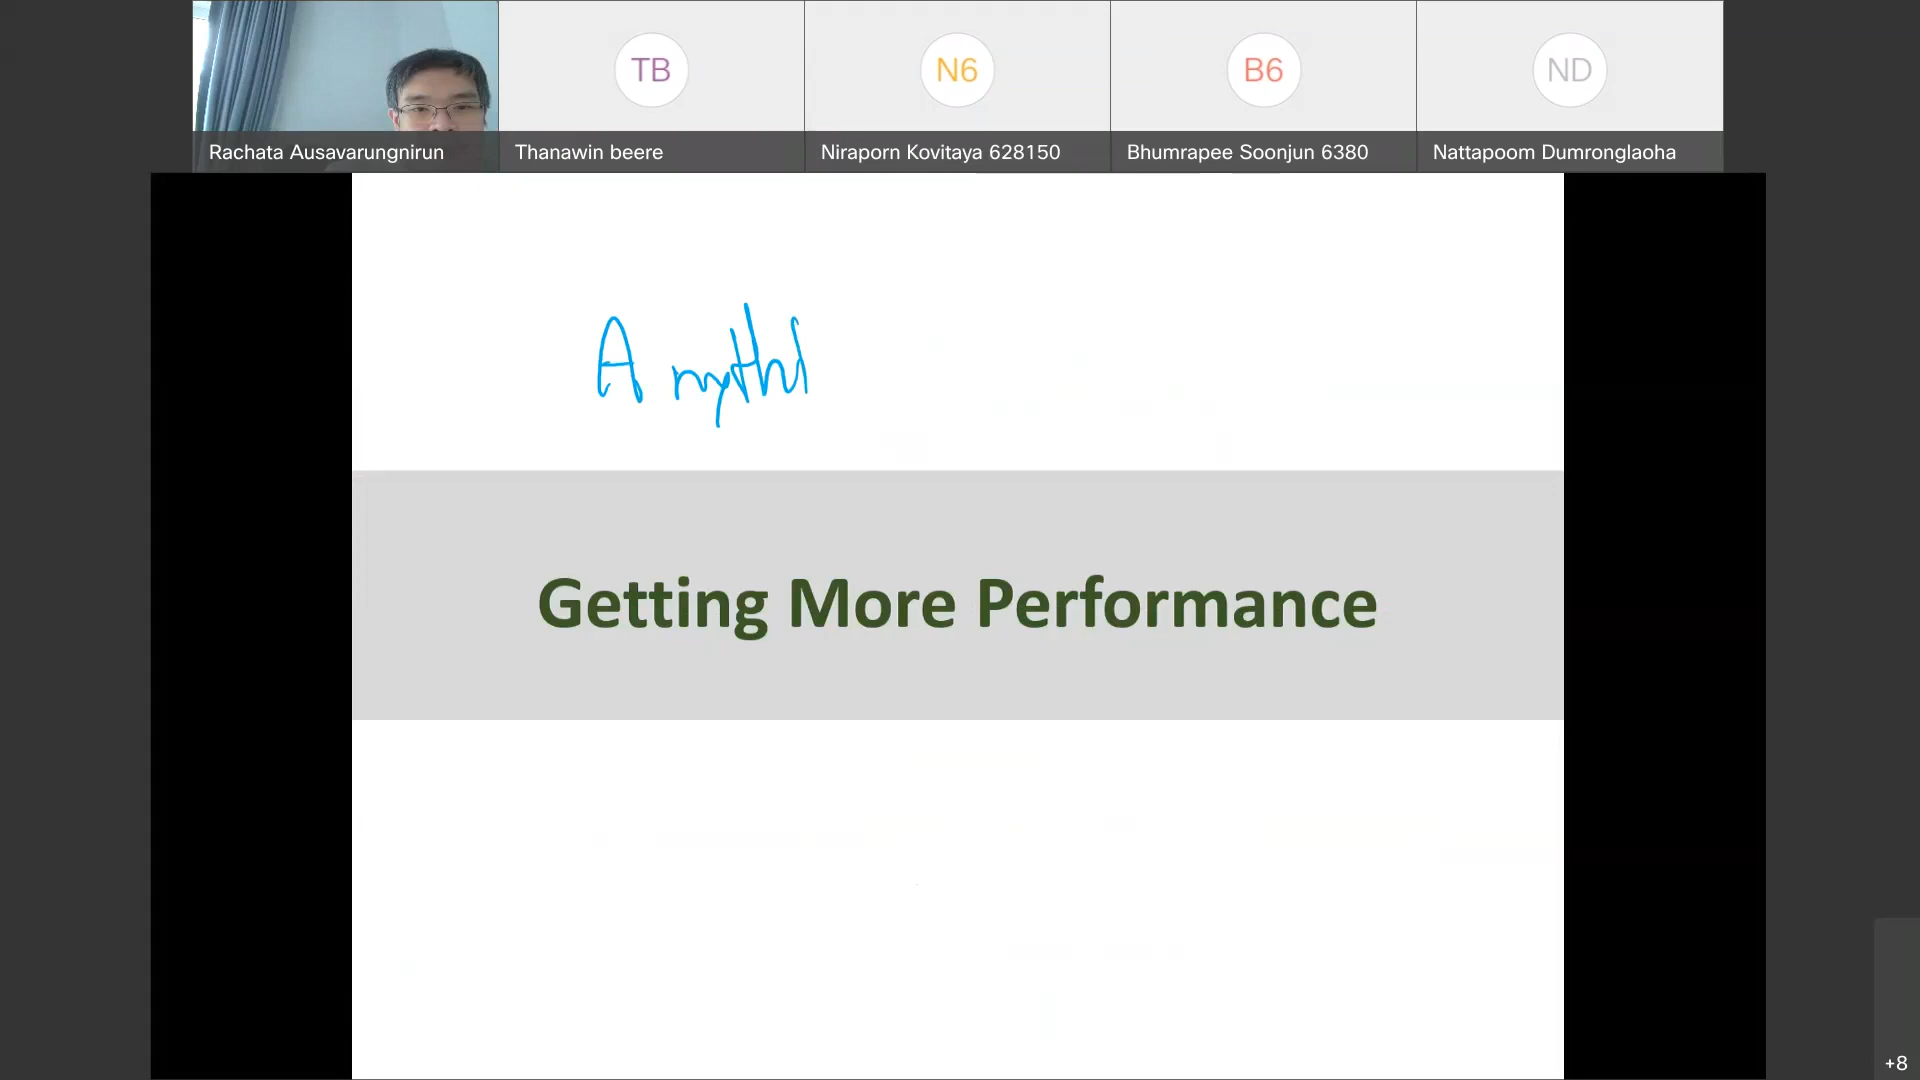 TB
N6
B6
ND
Rachata Ausavarungnirun
Thanawin beere
Niraporn Kovitaya 628150
Bhumrapee Soonjun 6380
Nattapoom Dumronglaoha
A
Getting More Performance
+8